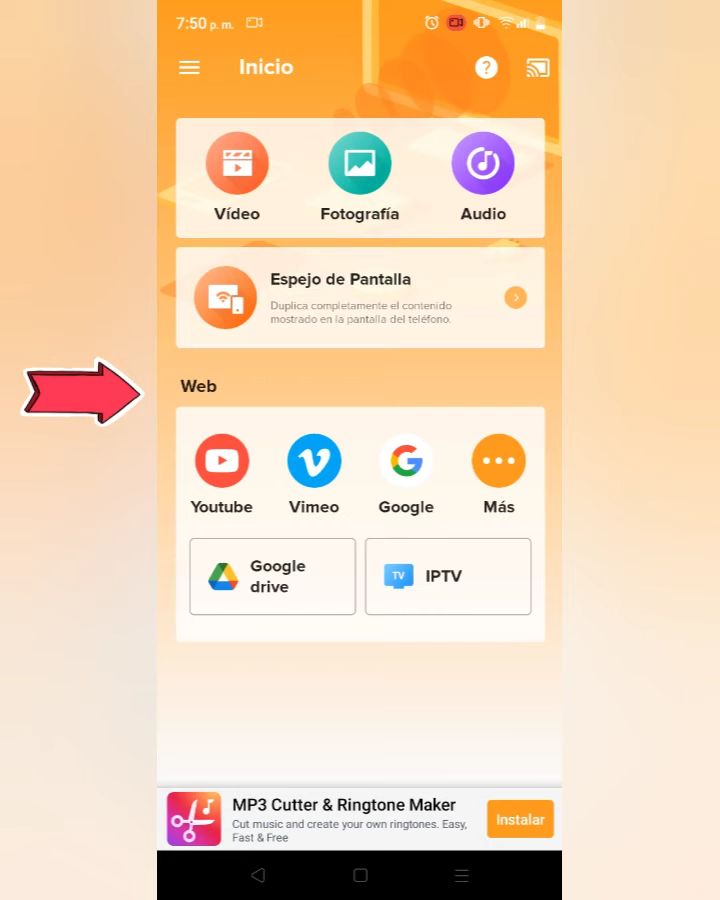 7:50 p. m.
Inicio
?
Vídeo
Fotografía
Audio
Espejo de Pantalla
Duplica completamente el contenido
mostrado en la pantalla del teléfono.
Web
Youtube
Vimeo
Google
Más
Google
drive
TV
IPTV
MP3 Cutter & Ringtone Maker
Cut music and create your own ringtones. Easy,
Fast & Free
Instalar